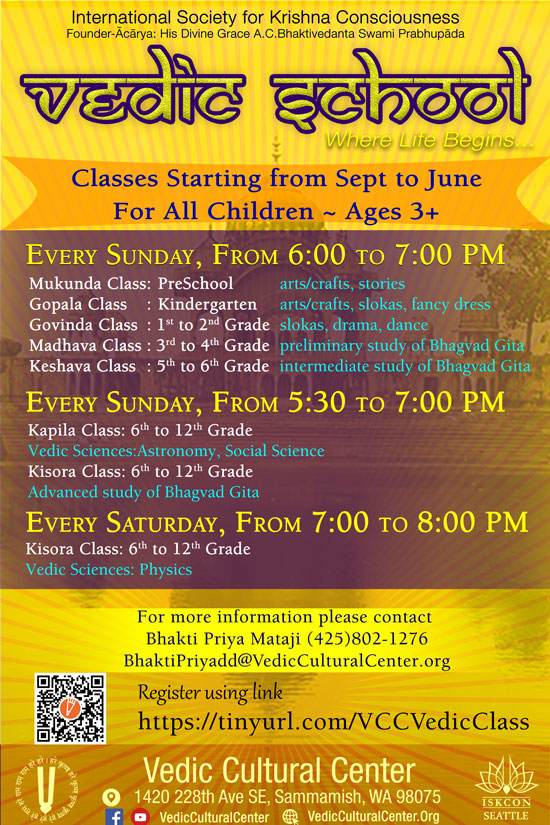 International Society for Krishna Consciousness
Founder-Ācārya: His Divine Grace A.C.Bhaktivedanta Swami Prabhupāda
Vedic School
Where Life Begins...
Classes Starting from Sept to June
For All Children ~ Ages 3+
Every Sunday, From 6:00 to 7:00 PM
Mukunda Class: PreSchool arts/crafts, stories
Gopala Class : Kindergarten arts/crafts, slokas, fancy dress
Govinda Class : 1st to 2nd Grade slokas, drama, dance
Madhava Class : 3rd to 4th Grade preliminary study of Bhagvad Gita
Keshava Class : 5th to 6th Grade intermediate study of Bhagvad Gita
Every Sunday, From 5:30 to 7:00 PM
Kapila Class: 6th to 12th Grade
Vedic Sciences:Astronomy, Social Science
Kisora Class: 6th to 12th Grade
Advanced study of Bhagvad Gita
Every Saturday, From 7:00 to 8:00 PM
Kisora Class: 6th to 12th Grade
Vedic Sciences: Physics
For more information please contact
Bhakti Priya Mataji (425)802-1276
BhaktiPriyadd@VedicCulturalCenter.org
Register using link
https://tinyurl.com/VCCVedicClass
Vedic Cultural Center
1420 228th Ave SE, Sammamish, WA 98075
VedicCulturalCenter VedicCulturalCenter.Org
ISKCON
SEATTLE